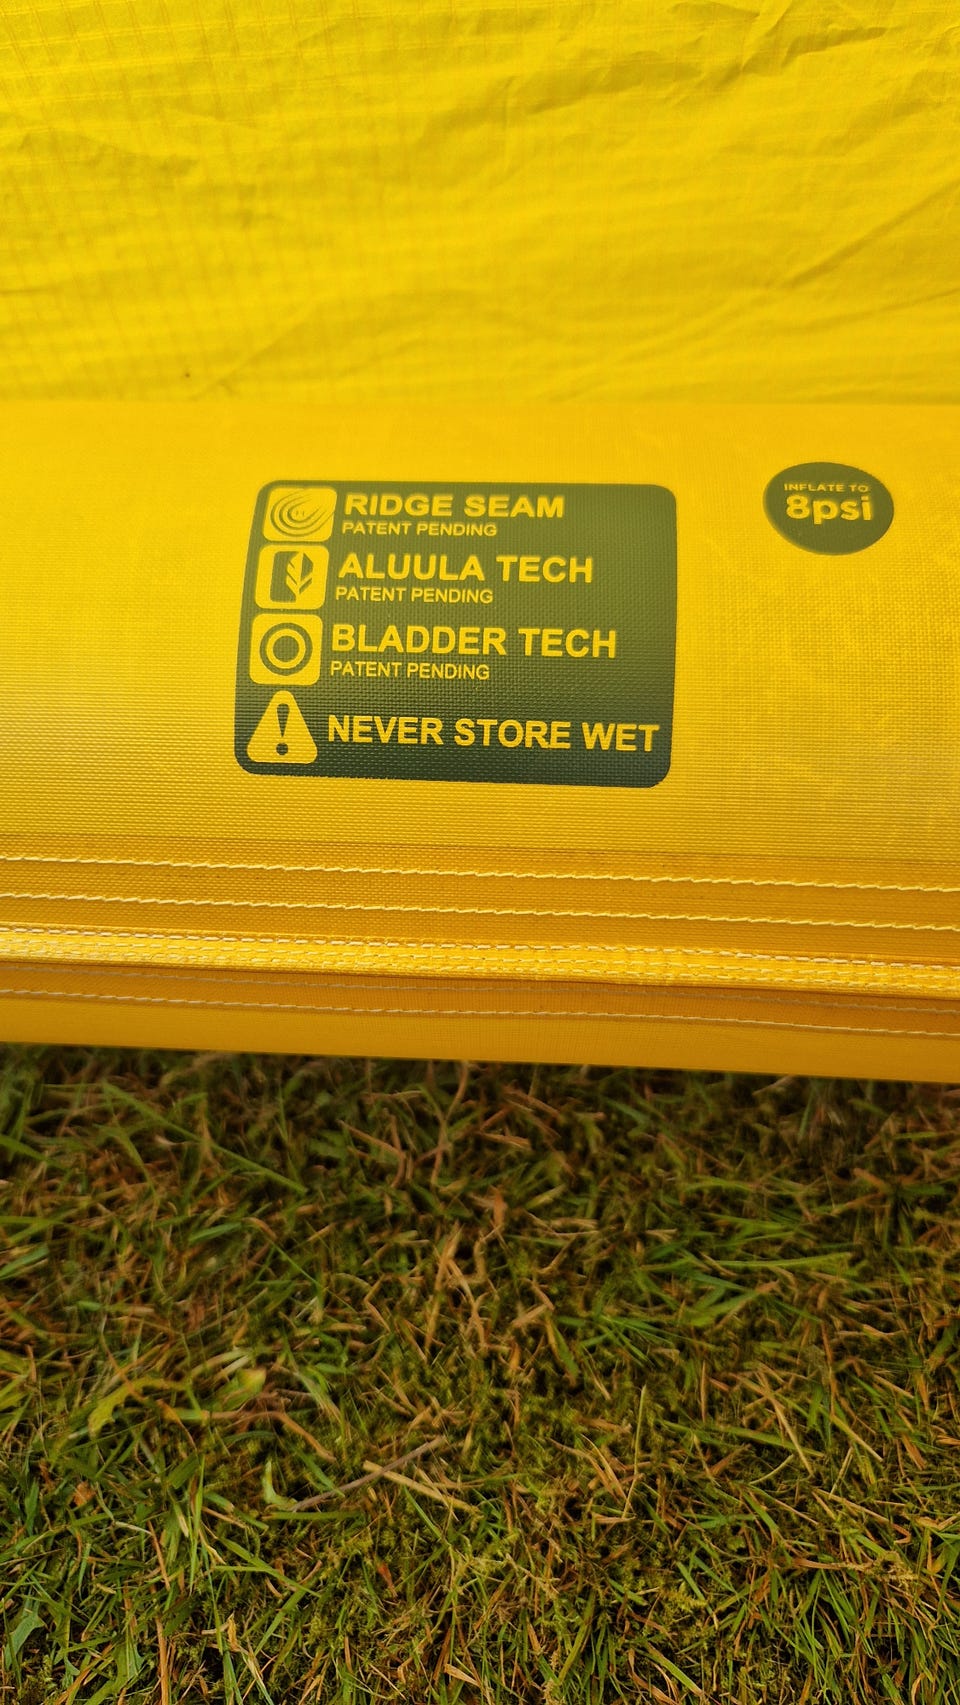 RIDGE SEAM
PATENT PENDING
ALUULA TECH
PATENT PENDING
BLADDER TECH
PATENT PENDING
NEVER STORE WET
INFLATE TO
8psi